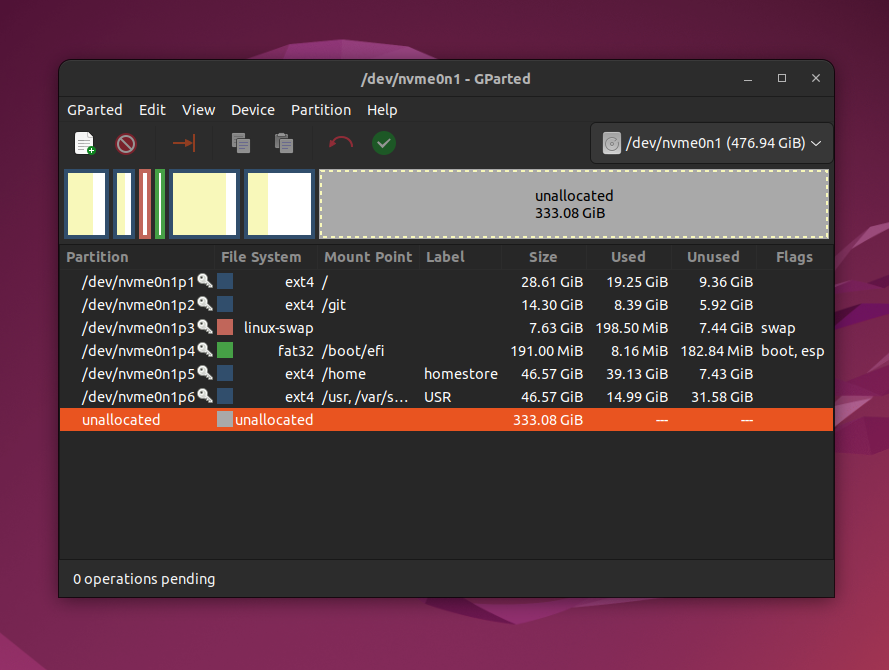 /dev/nvme0n1 - GParted
GParted Edit View Device Partition Help
/dev/nvme0n1 (476.94 GiB)
unallocated
333.08 GiB
Partition File System Mount Point Label Size Used Unused Flags
/dev/nvme0n1p1 ext4 / 28.61 GiB 19.25 GiB 9.36 GiB
/dev/nvme0n1p2 ext4 /git 14.30 GiB 8.39 GiB 5.92 GiB
/dev/nvme0n1p3 linux-swap 7.63 GiB 198.50 MiB 7.44 GiB swap
/dev/nvme0n1p4 fat32 /boot/efi 191.00 MiB 8.16 MiB 182.84 MiB boot, esp
/dev/nvme0n1p5 ext4 /home homestore 46.57 GiB 39.13 GiB 7.43 GiB
/dev/nvme0n1p6 ext4 /usr, /var/s... USR 46.57 GiB 14.99 GiB 31.58 GiB
unallocated unallocated 333.08 GiB --- ---
0 operations pending